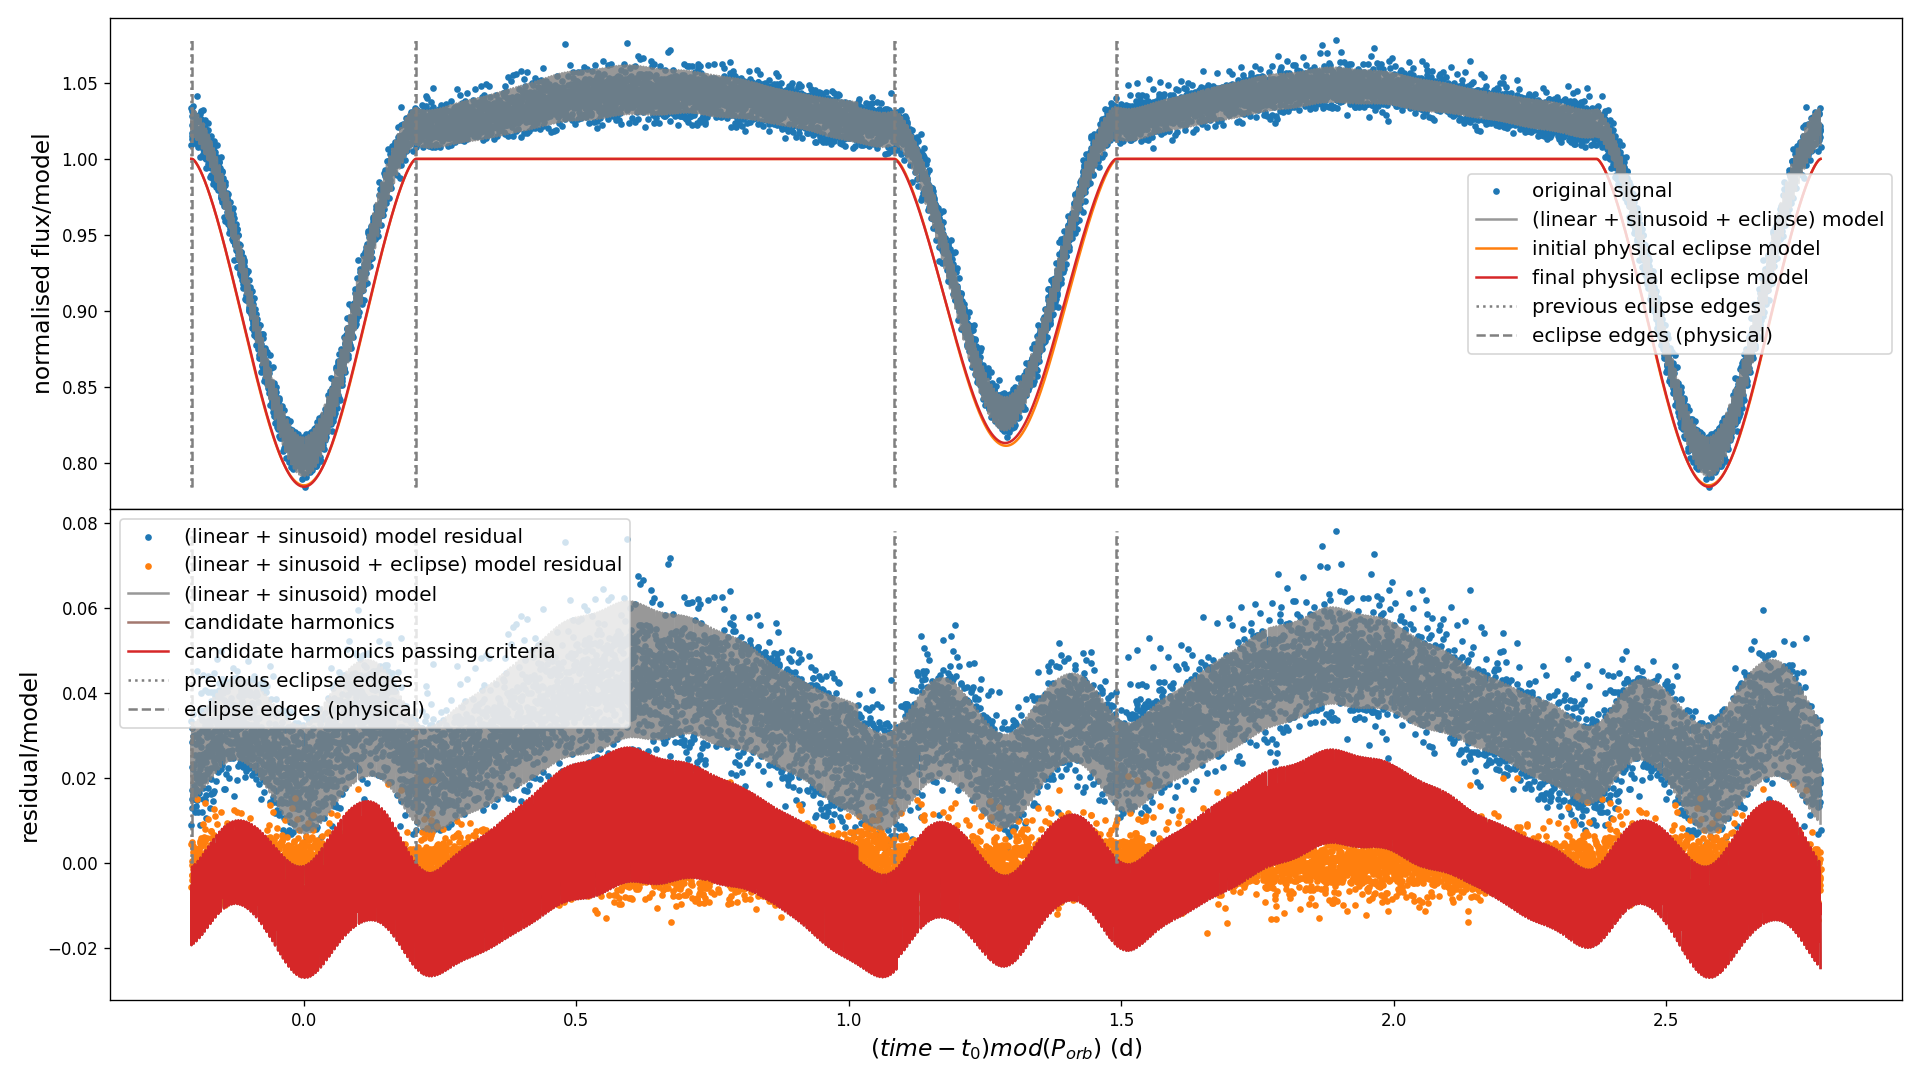 normalised flux/model
1.05
1.00
0.95
0.90
0.85
0.80
original signal
(linear + sinusoid + eclipse) model
initial physical eclipse model
final physical eclipse model
previous eclipse edges
eclipse edges (physical)
residual/model
0.08
0.06
0.04
0.02
0.00
−0.02
(linear + sinusoid) model residual
(linear + sinusoid + eclipse) model residual
(linear + sinusoid) model
candidate harmonics
candidate harmonics passing criteria
previous eclipse edges
eclipse edges (physical)
0.0 0.5 1.0 1.5 2.0 2.5
(time − t₀)mod(P_orb) (d)